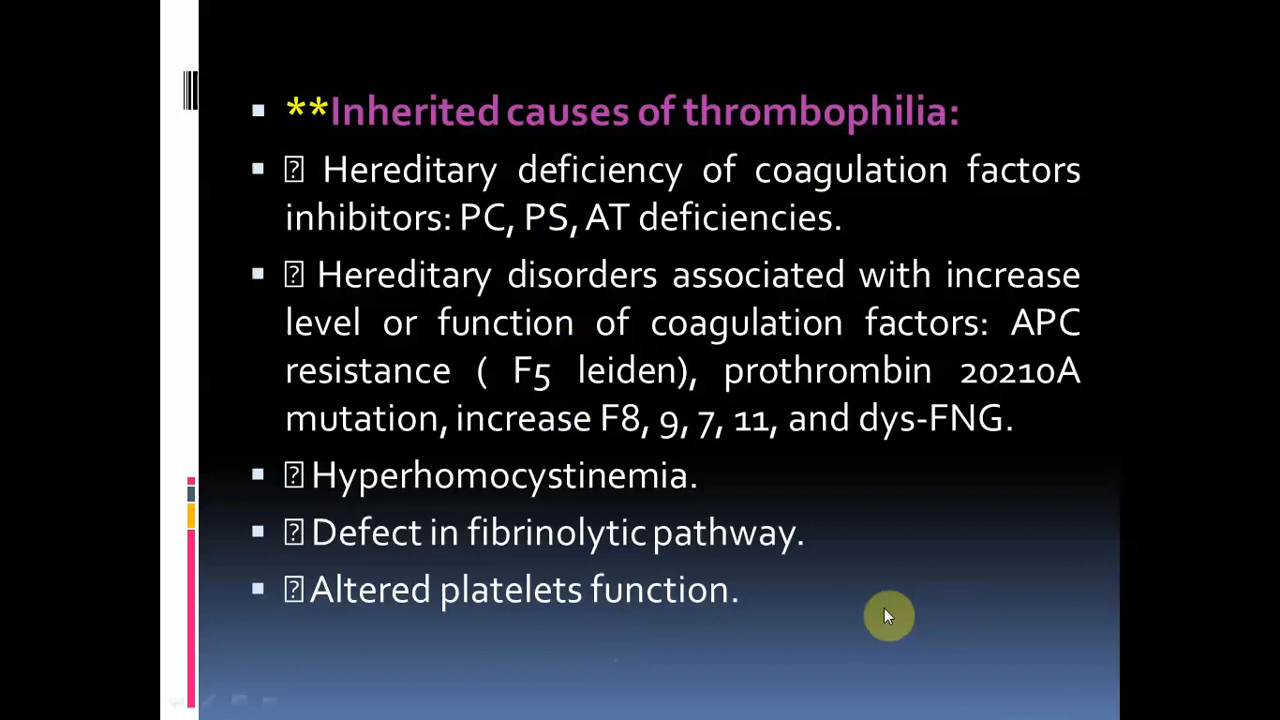 **Inherited causes of thrombophilia:
Hereditary deficiency of coagulation factors
inhibitors: PC, PS, AT deficiencies.
Hereditary disorders associated with increase
level or function of coagulation factors: APC
resistance ( F5 leiden), prothrombin 20210A
mutation, increase F8, 9, 7, 11, and dys-FNG.
Hyperhomocystinemia.
Defect in fibrinolytic pathway.
Altered platelets function.